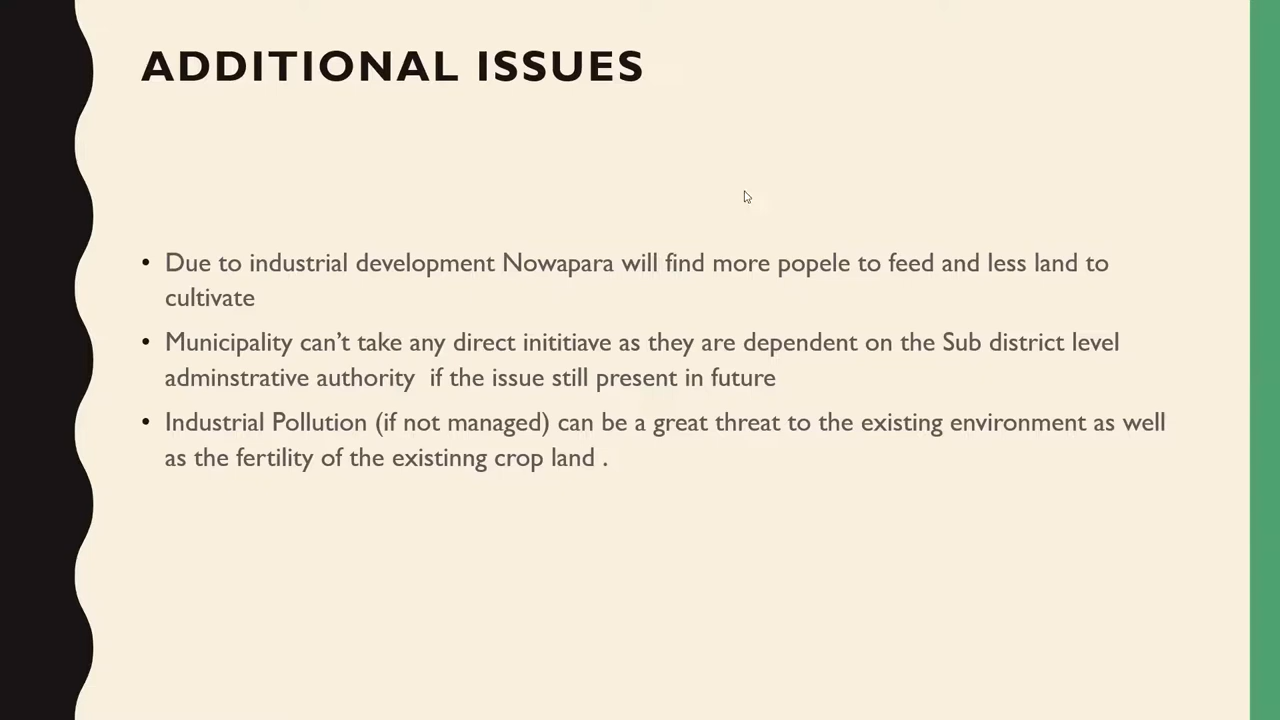 ADDITIONAL ISSUES
• Due to industrial development Nowapara will find more popele to feed and less land to
cultivate
• Municipality can’t take any direct inititiave as they are dependent on the Sub district level
adminstrative authority  if the issue still present in future
• Industrial Pollution (if not managed) can be a great threat to the existing environment as well
as the fertility of the existinng crop land .